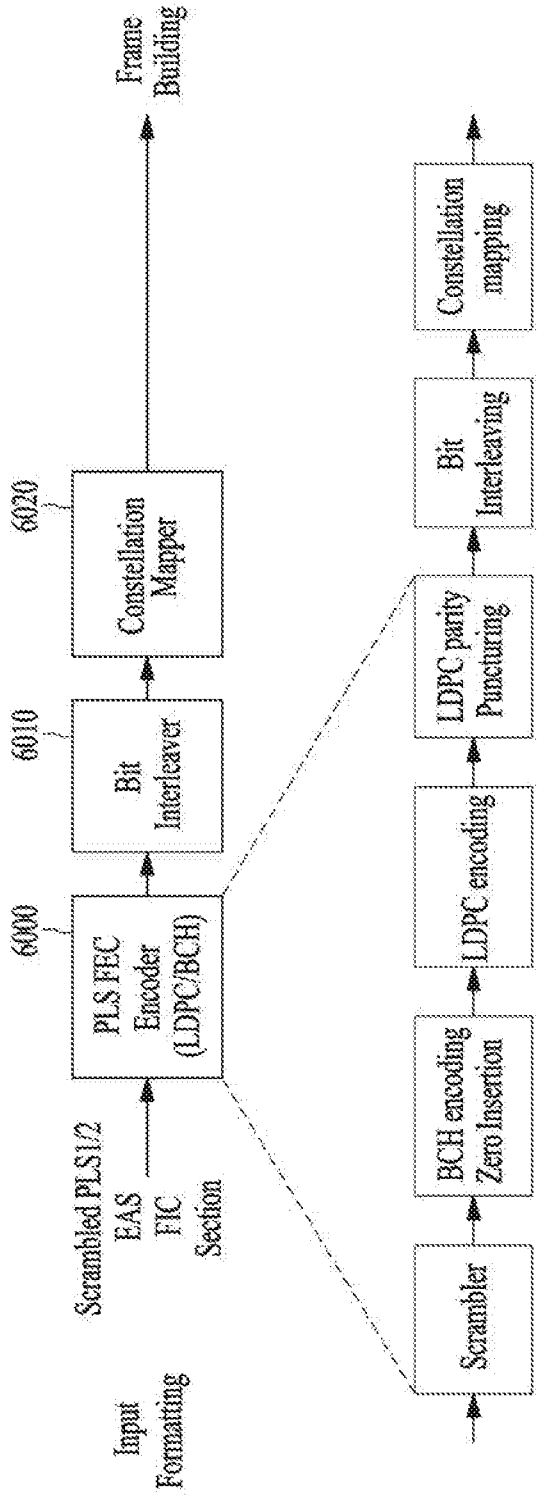 Input
Formatting
Scrambled PLS1/2
EAS
FIC
Section
6000
PLS FEC
Encoder
(LDPC/BCH)
6010
Bit
Interleaver
6020
Constellation
Mapper
Frame
Building
Scrambler
BCH encoding
Zero Insertion
LDPC encoding
LDPC parity
Puncturing
Bit
Interleaving
Constellation
mapping